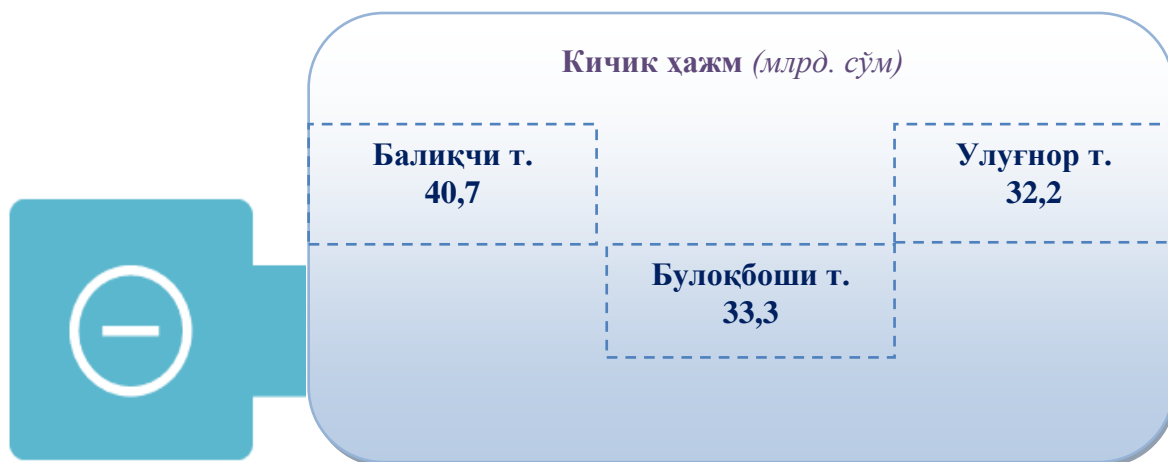 Кичик ҳажм (млрд. сўм)
Балиқчи т.
40,7
Улуғнор т.
32,2
Булоқбоши т.
33,3